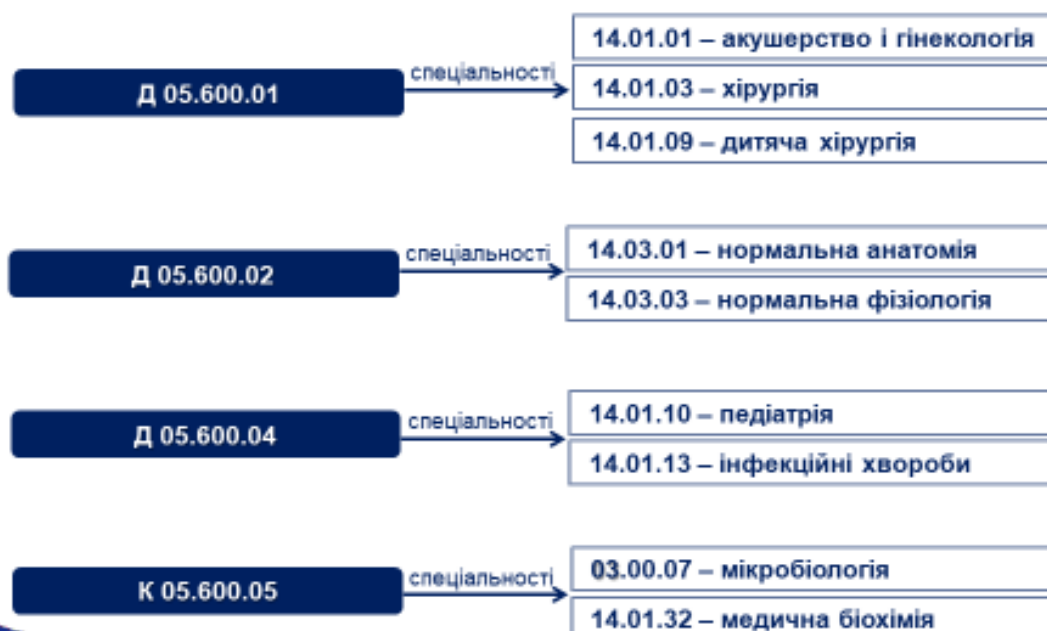 Д 05.600.01
спеціальності
14.01.01 – акушерство і гінекологія
14.01.03 – хірургія
14.01.09 – дитяча хірургія
Д 05.600.02
спеціальності
14.03.01 – нормальна анатомія
14.03.03 – нормальна фізіологія
Д 05.600.04
спеціальності
14.01.10 – педіатрія
14.01.13 – інфекційні хвороби
К 05.600.05
спеціальності
03.00.07 – мікробіологія
14.01.32 – медична біохімія